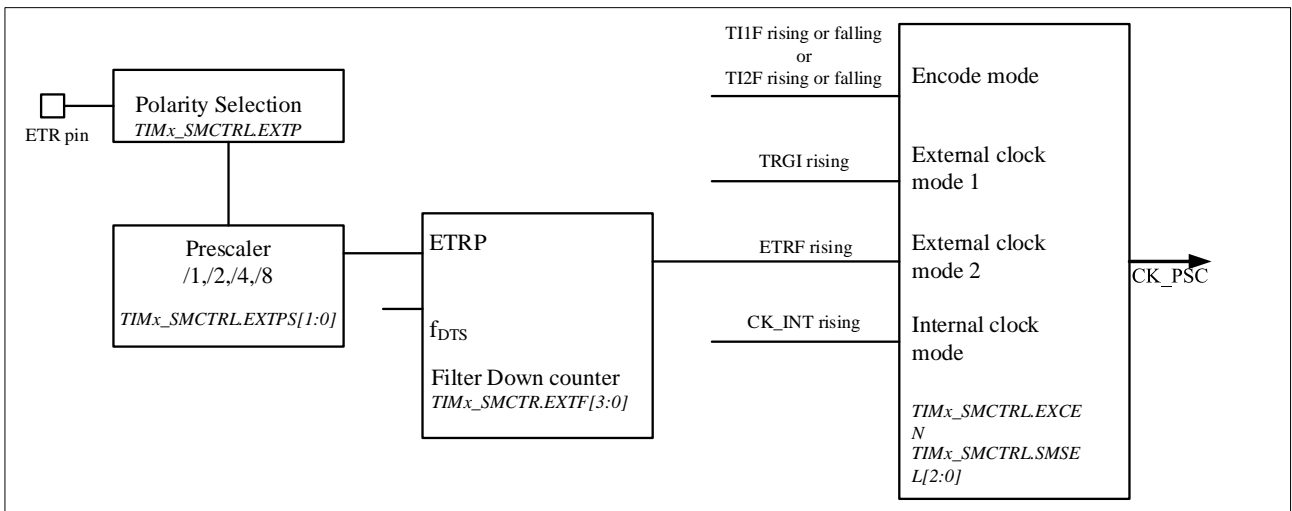 ETR pin
Polarity Selection
TIMx_SMCTRL.EXTP
Prescaler
/1,/2,/4,/8
TIMx_SMCTRL.EXTPS[1:0]
ETRP
fDTS
Filter Down counter
TIMx_SMCTR.EXTF[3:0]
TI1F rising or falling
or
TI2F rising or falling
TRGI rising
ETRF rising
CK_INT rising
Encode mode
External clock
mode 1
External clock
mode 2
Internal clock
mode
TIMx_SMCTRL.EXCE
N
TIMx_SMCTRL.SMSE
L[2:0]
CK_PSC